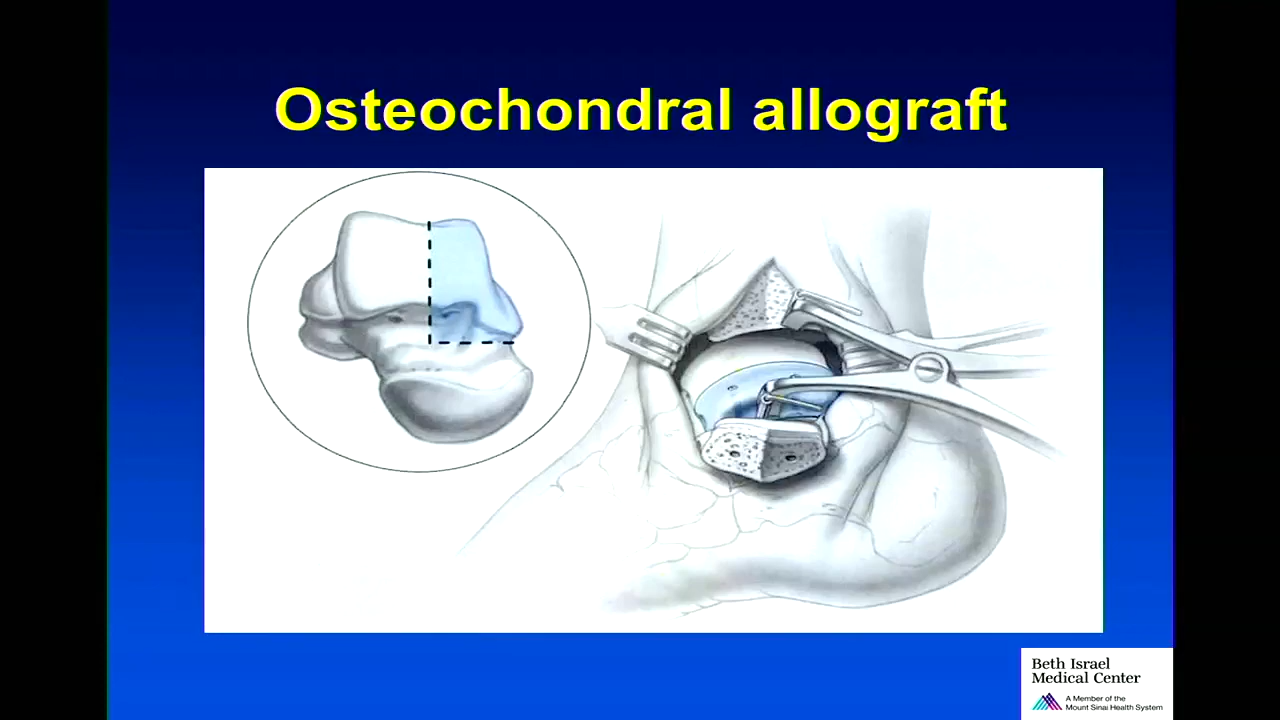 Osteochondral allograft
Beth Israel
Medical Center
A Member of the
Mount Sinai Health System